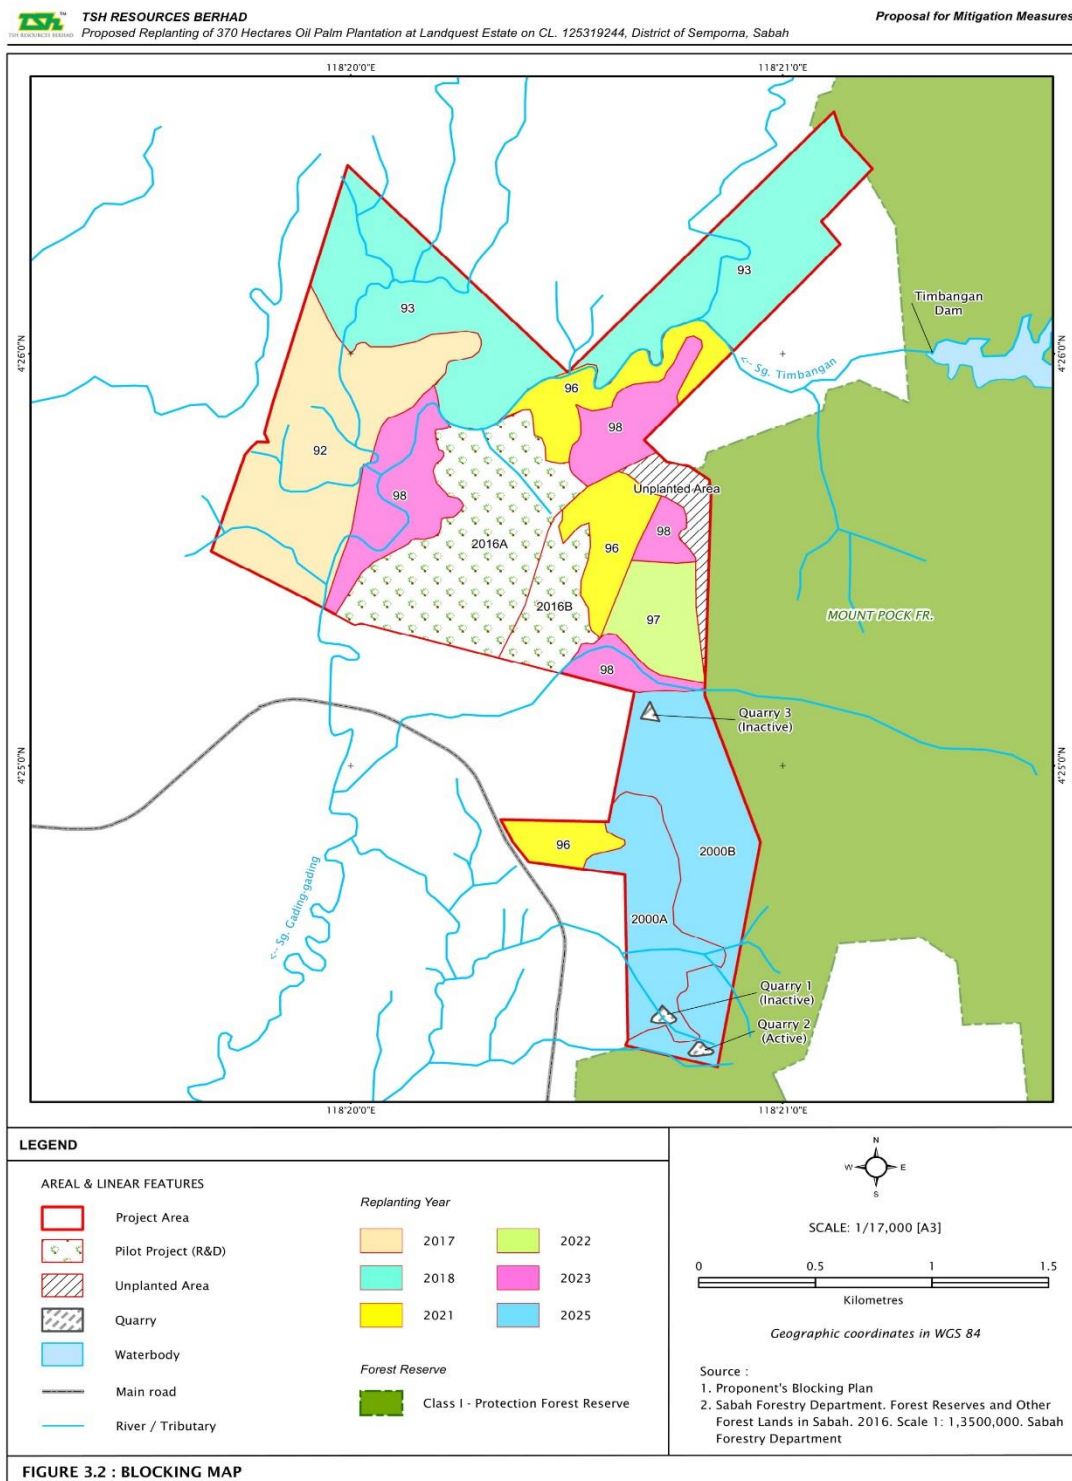 TSH™
TSH RESOURCES BERHAD
TSH RESOURCES BERHAD
Proposal for Mitigation Measures
Proposed Replanting of 370 Hectares Oil Palm Plantation at Landquest Estate on CL. 125319244, District of Semporna, Sabah
118°20'0"E
118°21'0"E
93
93
Timbangan
Dam
4°26'0"N
4°26'0"N
<-- Sg. Timbangan
96
98
92
Unplanted Area
98
98
2016A
96
2016B
MOUNT POCK FR.
97
98
Quarry 3
(Inactive)
4°25'0"N
4°25'0"N
96
2000B
<-- Sg. Gading-gading
2000A
Quarry 1
(Inactive)
Quarry 2
(Active)
118°20'0"E
118°21'0"E
LEGEND
AREAL & LINEAR FEATURES
Project Area
Pilot Project (R&D)
Unplanted Area
Quarry
Waterbody
Main road
River / Tributary
Replanting Year
2017
2022
2018
2023
2021
2025
Forest Reserve
Class I - Protection Forest Reserve
N
W
E
S
SCALE: 1/17,000 [A3]
0
0.5
1
1.5
Kilometres
Geographic coordinates in WGS 84
Source :
1. Proponent's Blocking Plan
2. Sabah Forestry Department. Forest Reserves and Other
Forest Lands in Sabah. 2016. Scale 1: 1,3500,000. Sabah
Forestry Department
FIGURE 3.2 : BLOCKING MAP